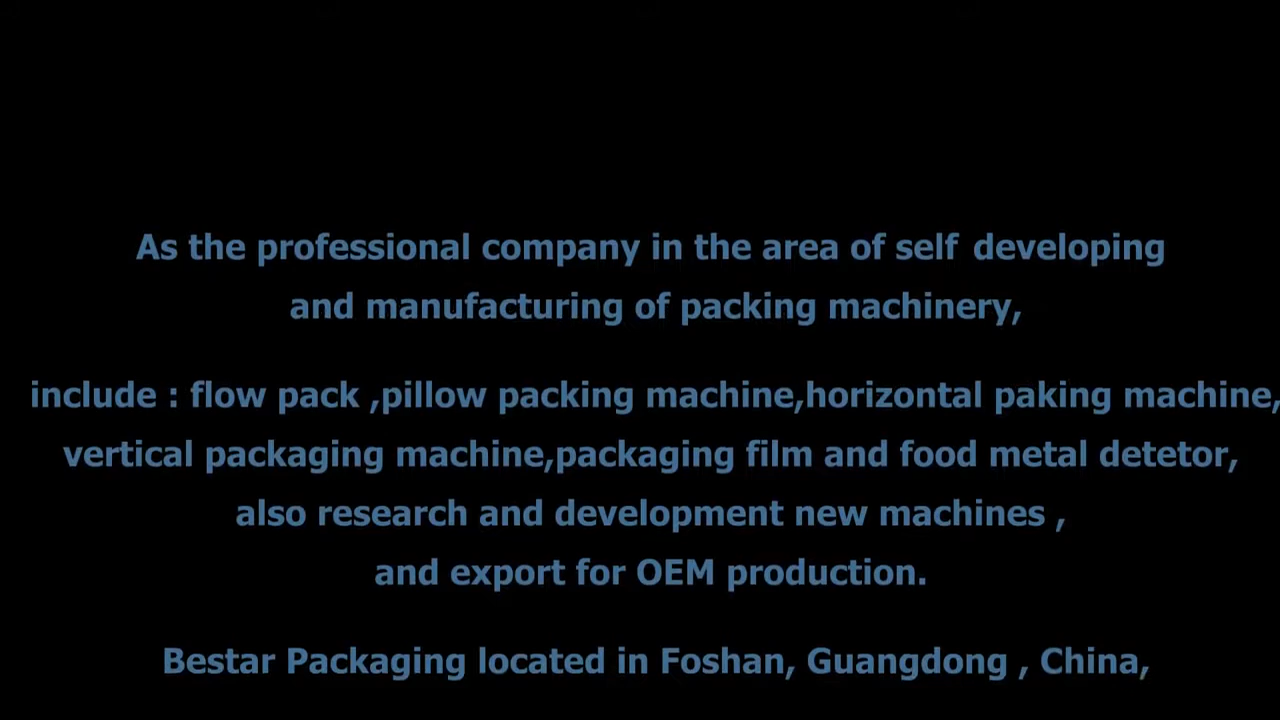 As the professional company in the area of self developing
and manufacturing of packing machinery,
include : flow pack ,pillow packing machine,horizontal paking machine,
vertical packaging machine,packaging film and food metal detetor,
also research and development new machines ,
and export for OEM production.
Bestar Packaging located in Foshan, Guangdong , China,